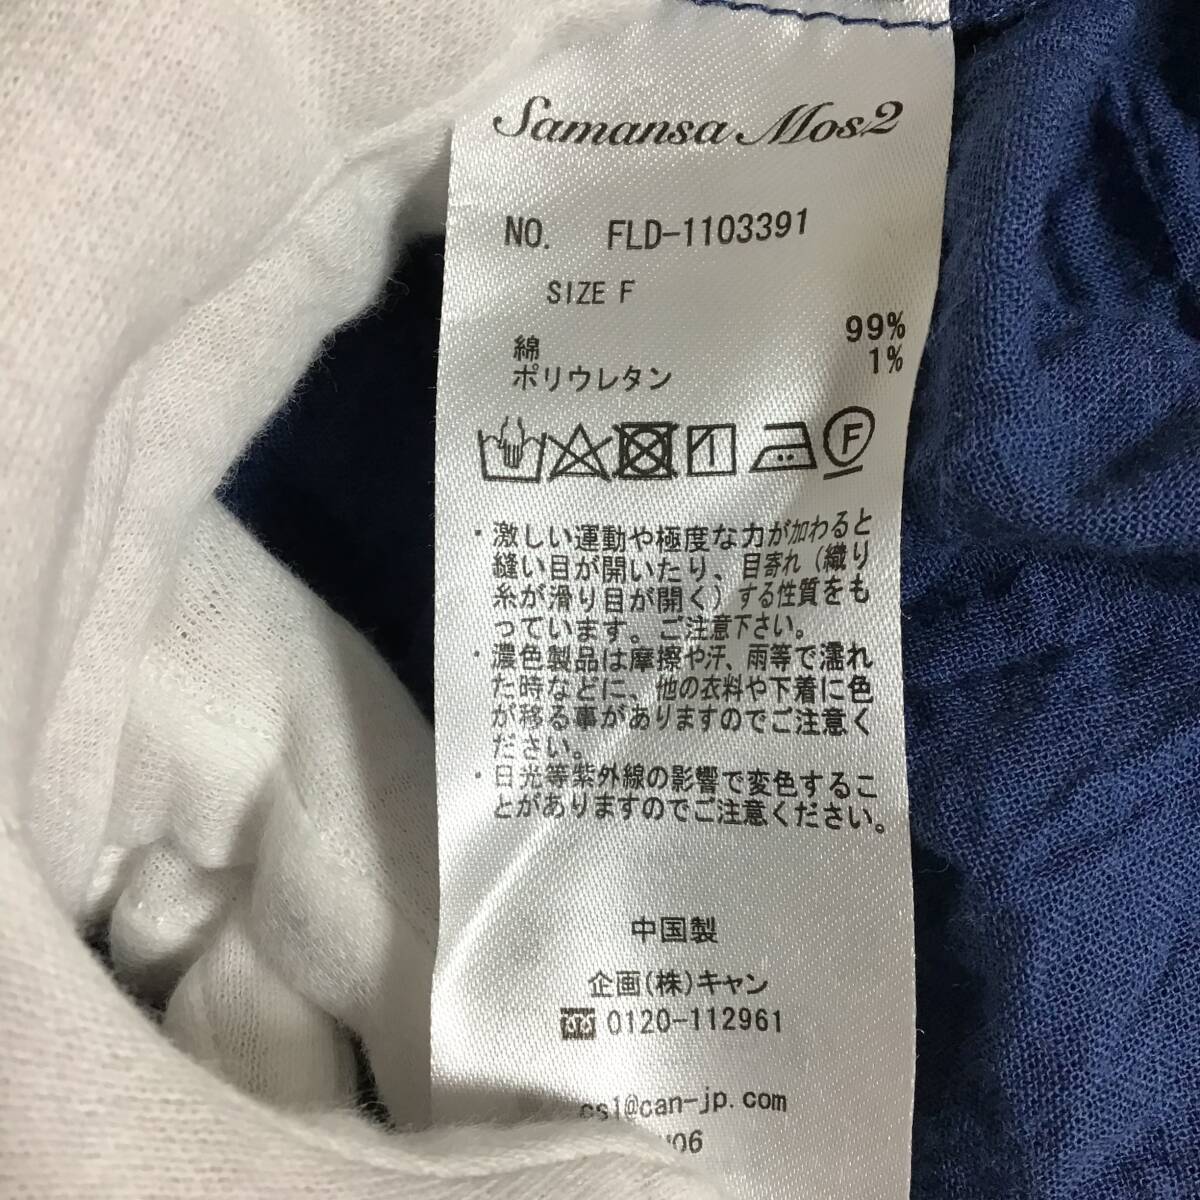 Samansa Mos2
NO. FLD-1103391
SIZE F
綿 99%
ポリウレタン 1%
F
・激しい運動や極度な力が加わると
縫い目が開いたり、目寄れ（織り
糸が滑り目が開く）する性質をも
っています。ご注意下さい。
・濃色製品は摩擦や汗、雨等で濡れ
た時などに、他の衣料や下着に色
が移る事がありますのでご注意く
ださい。
・日光等紫外線の影響で変色するこ
とがありますのでご注意ください。
中国製
企画(株)キャン
0120-112961
cs1@can-jp.com
06